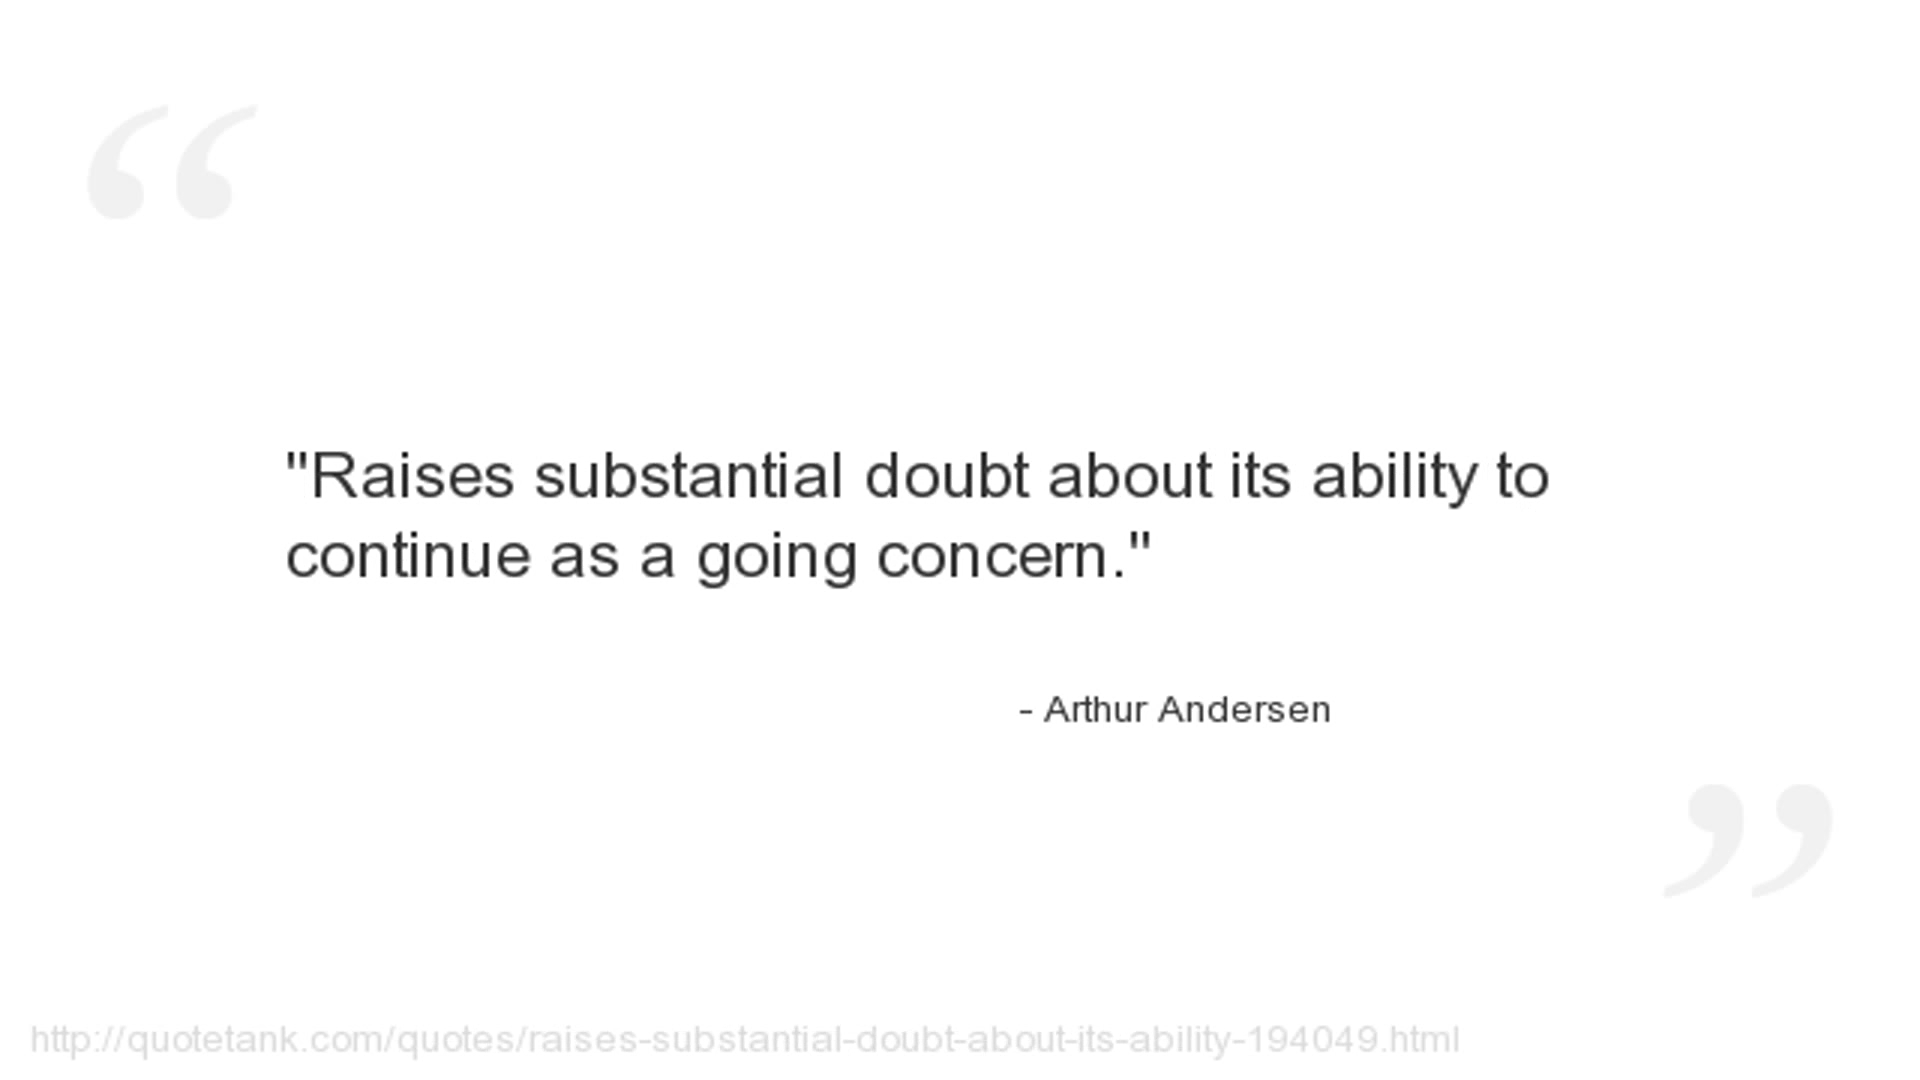 "Raises substantial doubt about its ability to
continue as a going concern."
- Arthur Andersen
http://quotetank.com/quotes/raises-substantial-doubt-about-its-ability-194049.html